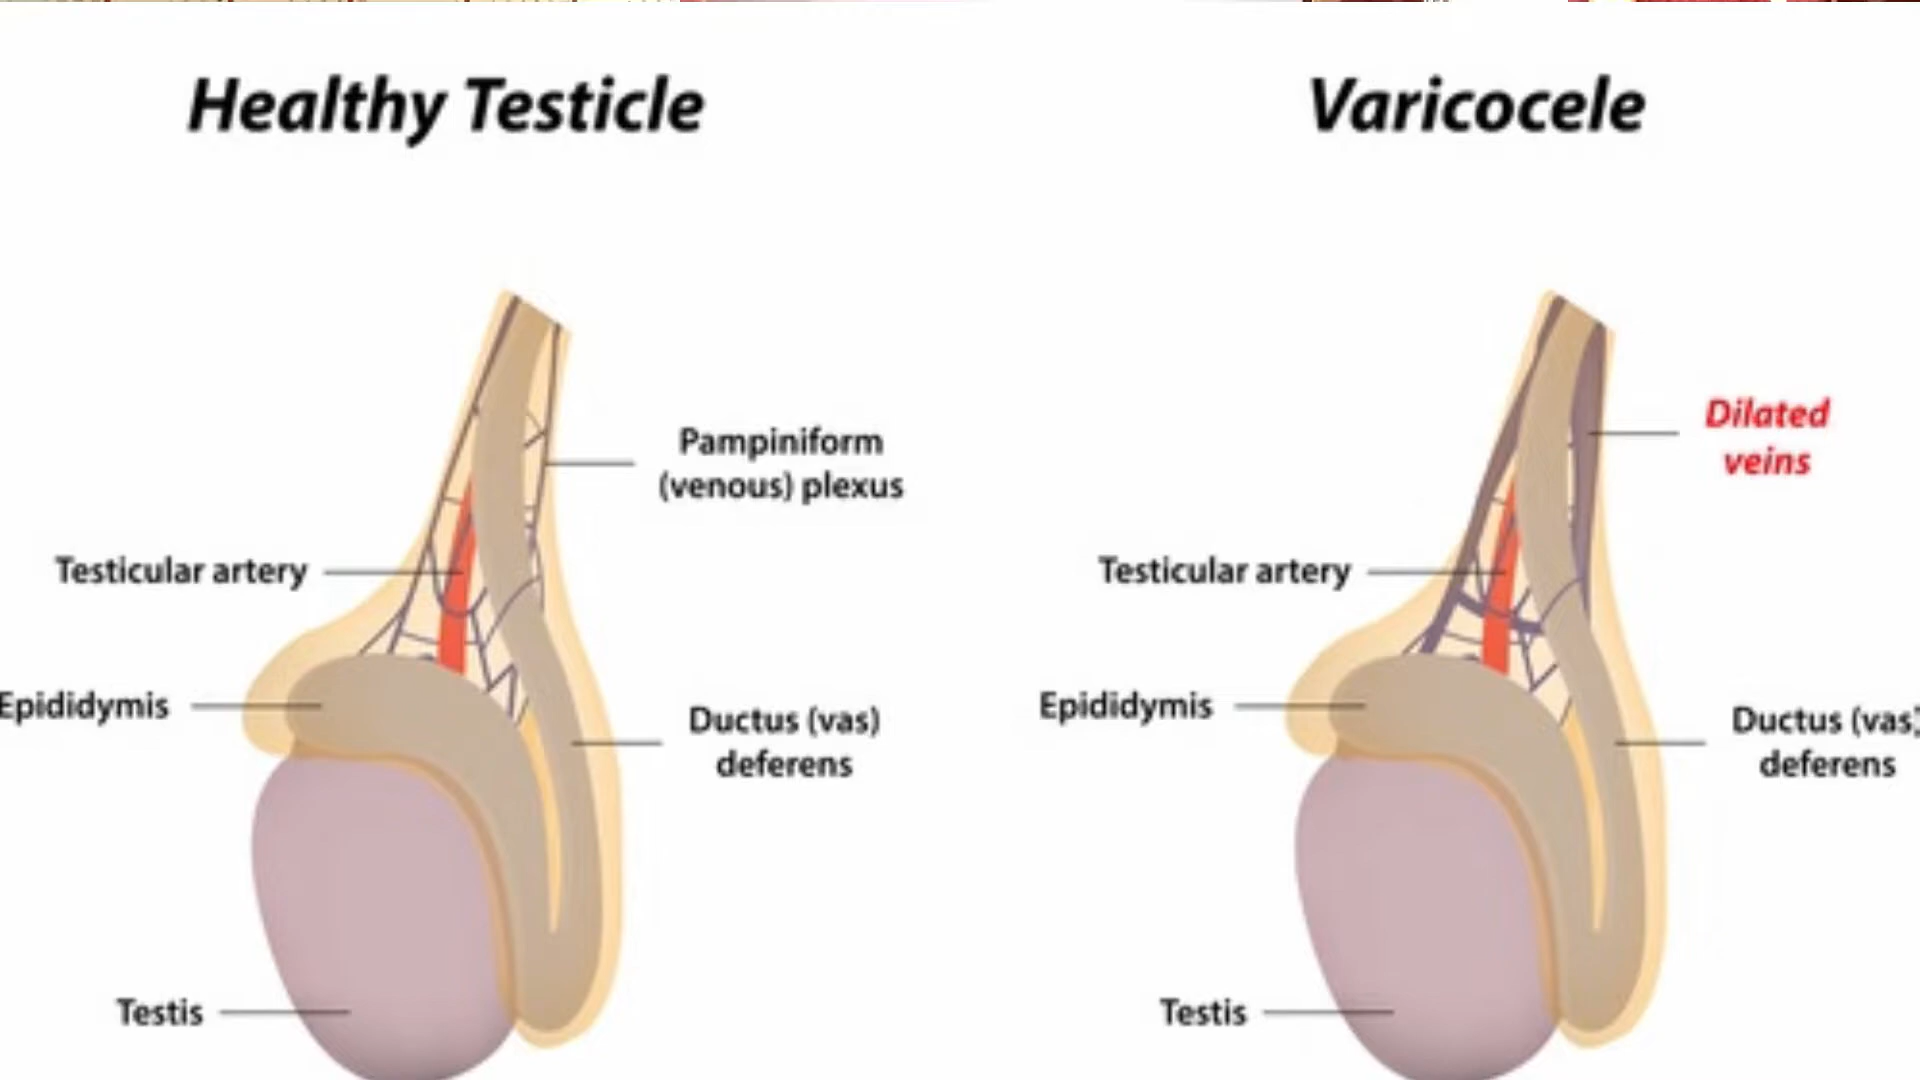 Healthy Testicle
Pampiniform
(venous) plexus
Testicular artery
Epididymis
Ductus (vas)
deferens
Testis
Varicocele
Dilated
veins
Testicular artery
Epididymis
Ductus (vas)
deferens
Testis